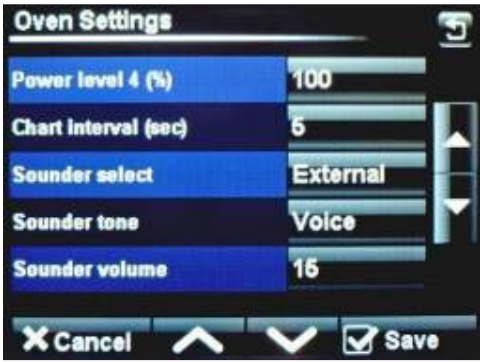 Oven Settings
Power level 4 (%) 100
Chart interval (sec) 5
Sounder select External
Sounder tone Voice
Sounder volume 15
Cancel Save